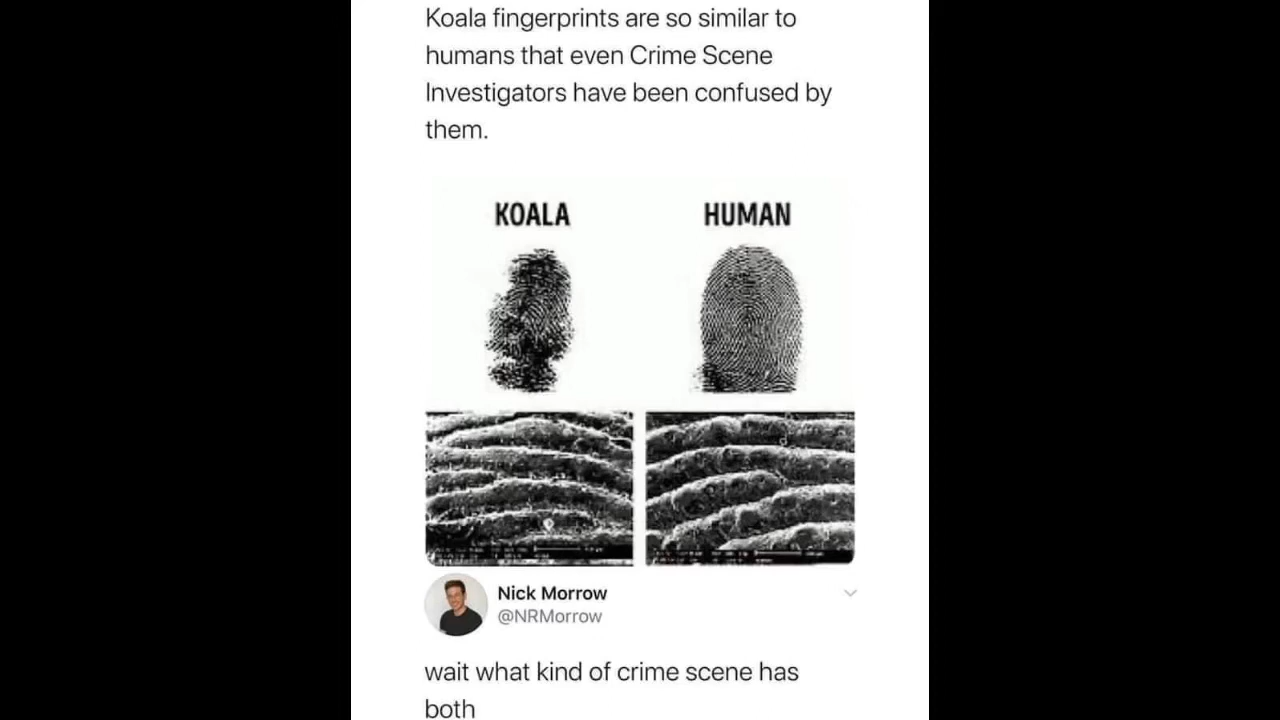 Koala fingerprints are so similar to
humans that even Crime Scene
Investigators have been confused by
them.
KOALA HUMAN
Nick Morrow
@NRMorrow
wait what kind of crime scene has
both